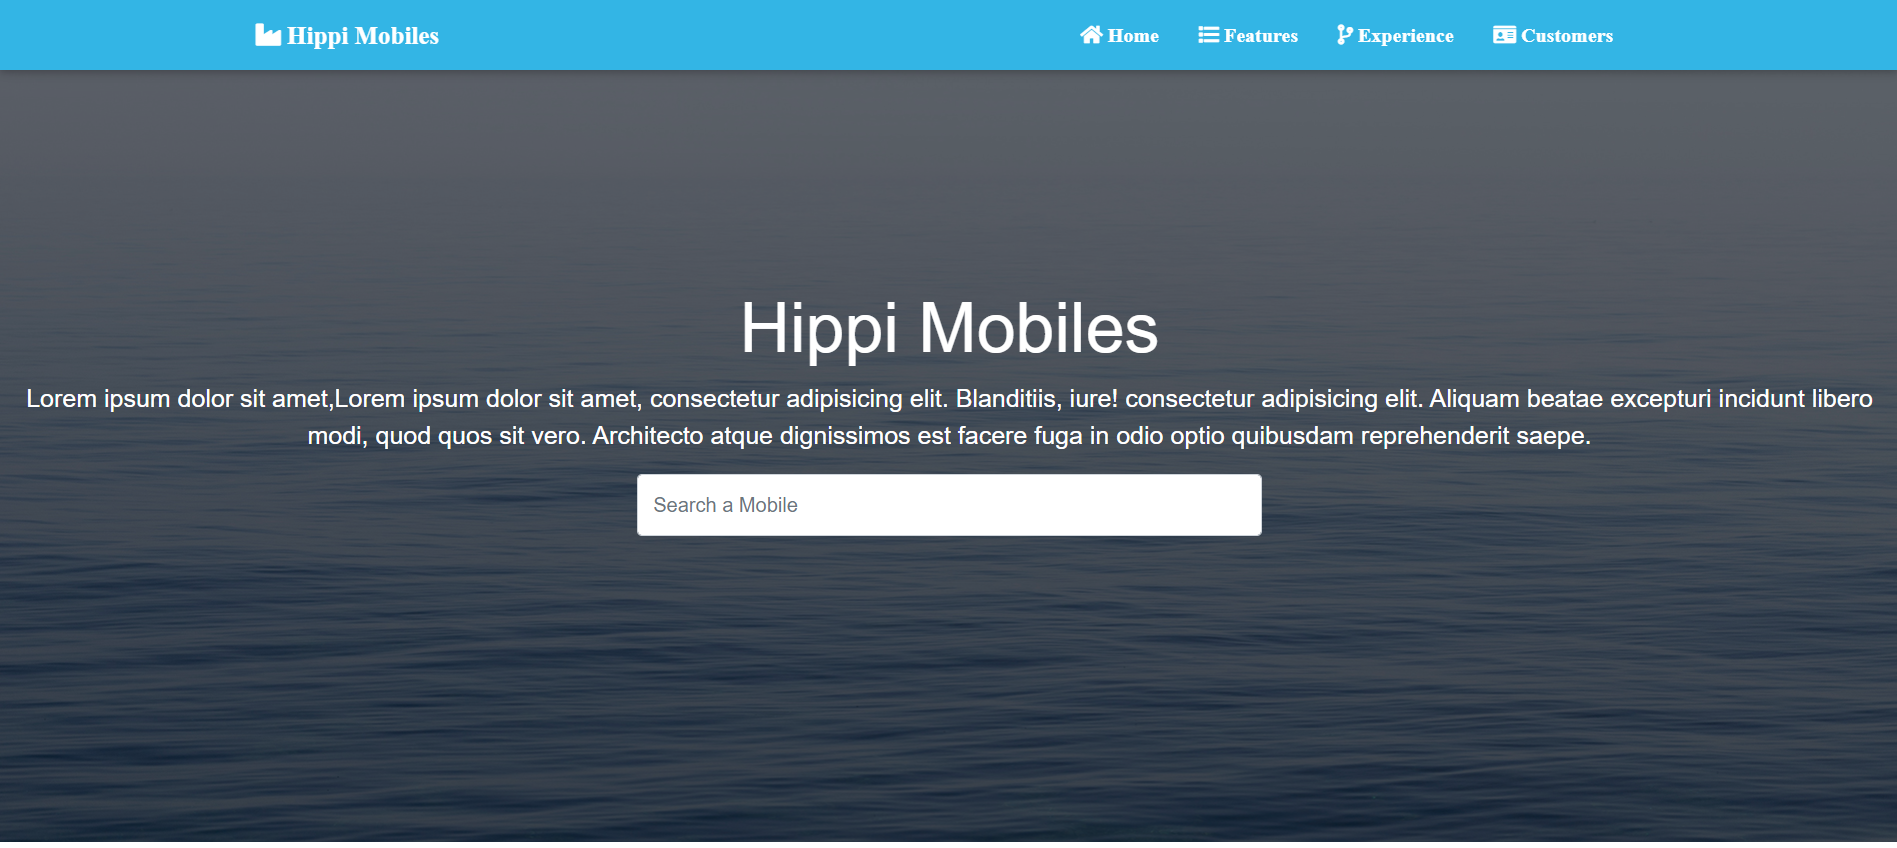 Hippi Mobiles
Home Features Experience Customers
Hippi Mobiles
Lorem ipsum dolor sit amet,Lorem ipsum dolor sit amet, consectetur adipisicing elit. Blanditiis, iure! consectetur adipisicing elit. Aliquam beatae excepturi incidunt libero
modi, quod quos sit vero. Architecto atque dignissimos est facere fuga in odio optio quibusdam reprehenderit saepe.
Search a Mobile